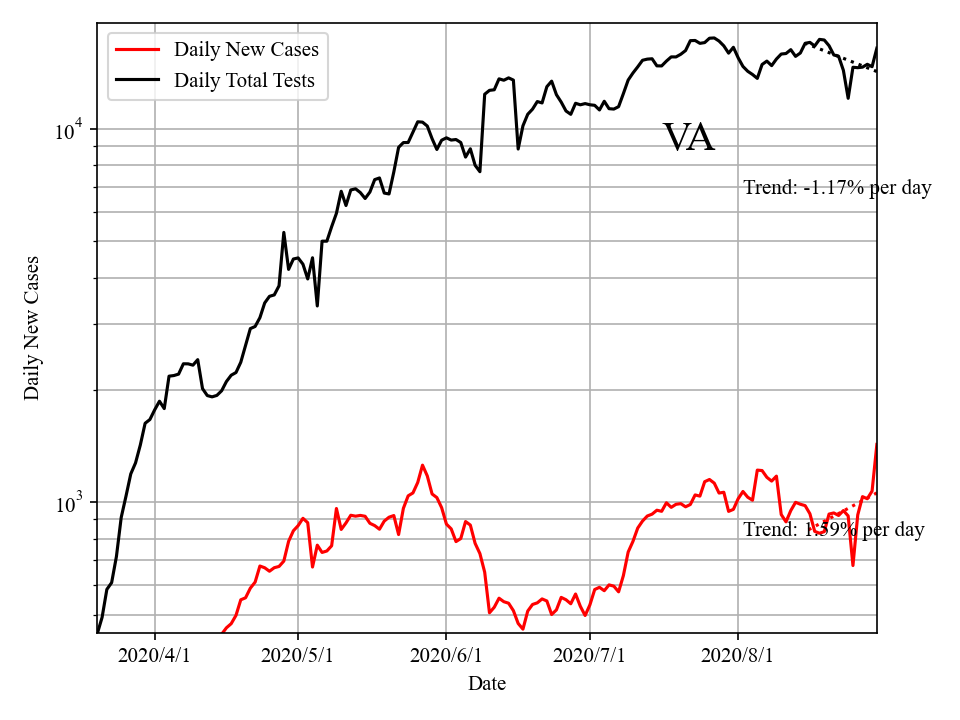 Daily New Cases
Daily Total Tests
VA
Trend: -1.17% per day
Trend: 1.59% per day
Daily New Cases
10^4
10^3
2020/4/1
2020/5/1
2020/6/1
2020/7/1
2020/8/1
Date